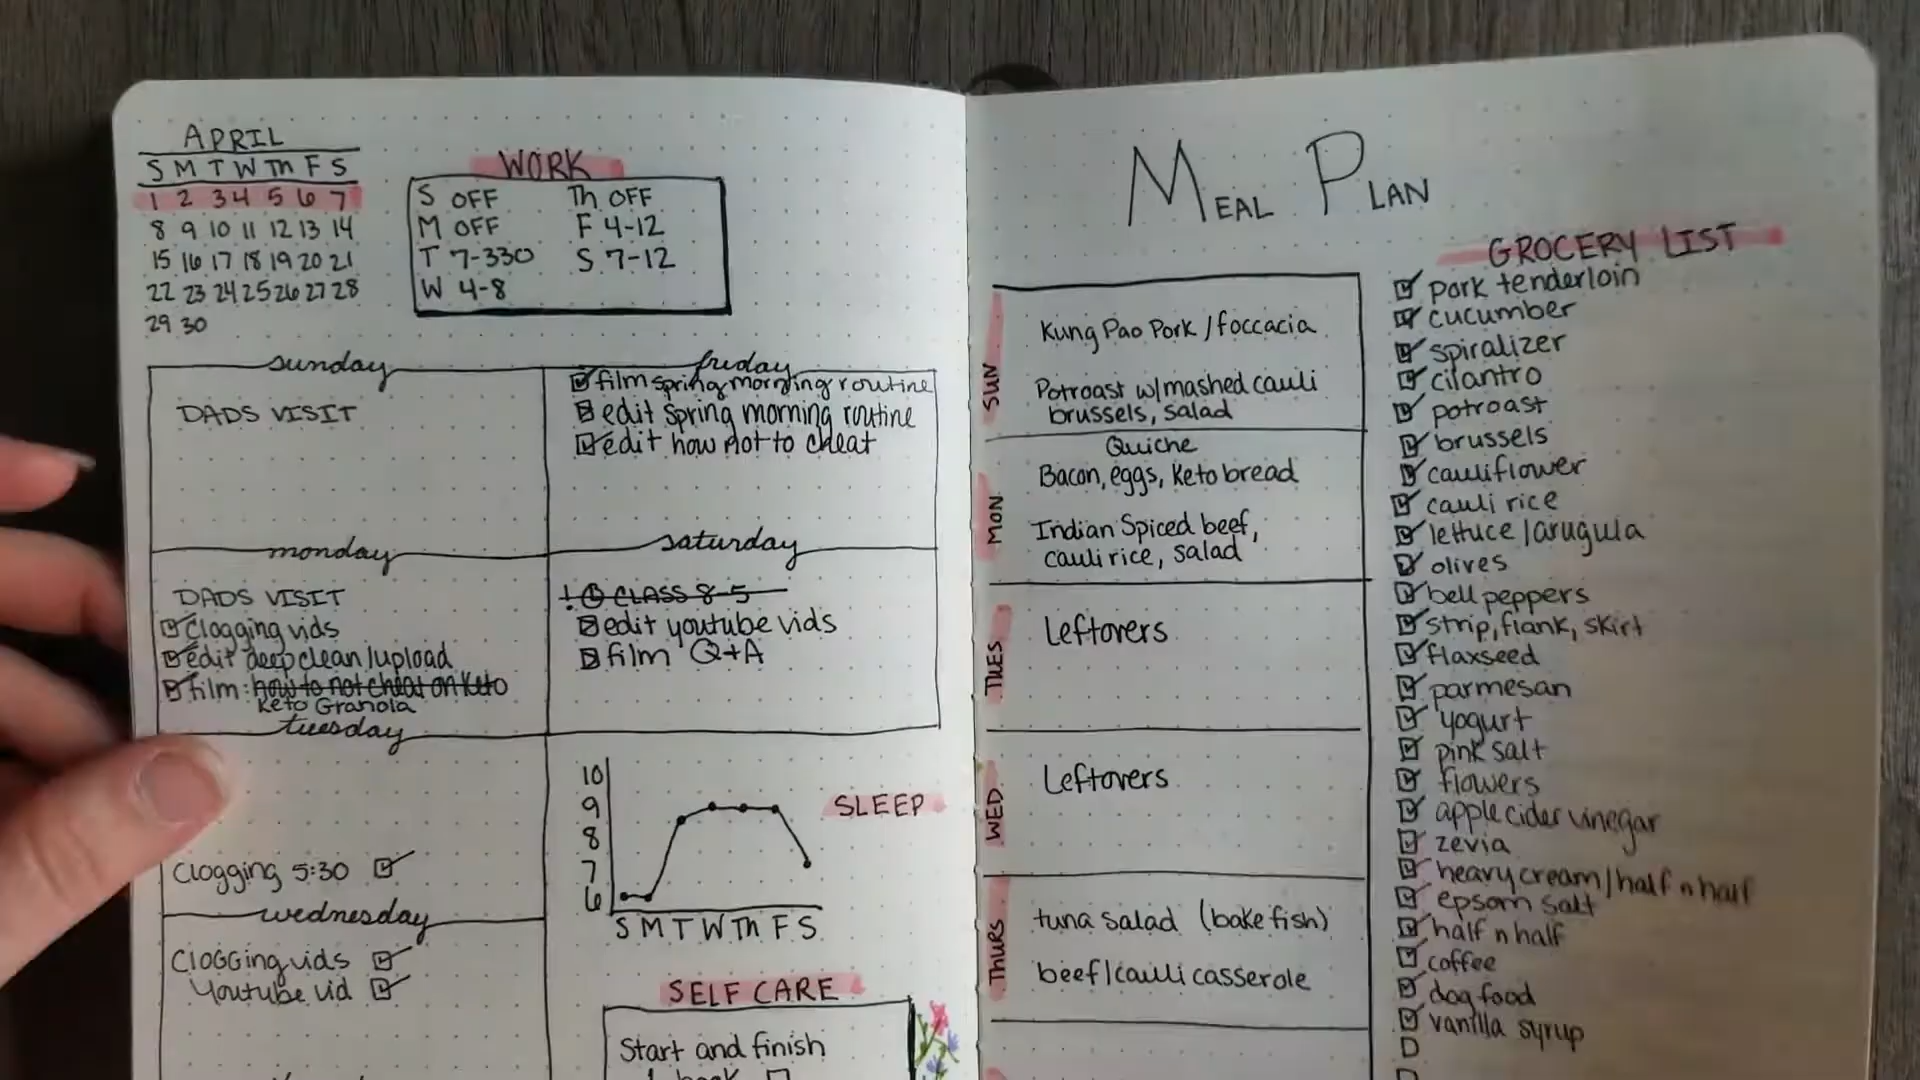 APRIL
S M T W Th F S
1 2 3 4 5 6 7
8 9 10 11 12 13 14
15 16 17 18 19 20 21
22 23 24 25 26 27 28
29 30
WORK
S OFF
M OFF
T 7-330
W 4-8
Th OFF
F 4-12
S 7-12
sunday
DADS VISIT
monday
DADS VISIT
Clogging vids
edit deep clean/upload
film: how to not cheat on Keto
Keto Granola
tuesday
Clogging 5:30
wednesday
Clogging vids
Youtube vid
friday
film spring morning routine
edit spring morning routine
edit how not to cheat
saturday
! CLASS 8-5
edit youtube vids
film Q+A
SLEEP
10
9
8
7
6
S M T W Th F S
SELF CARE
Start and finish
MEAL PLAN
SUN
Kung Pao Pork/foccacia
Potroast w/mashed cauli
brussels, salad
MON
Quiche
Bacon, eggs, Keto bread
Indian Spiced beef,
cauli rice, salad
TUES
Leftovers
WED
Leftovers
THURS
tuna salad (bake fish)
beef/cauli casserole
GROCERY LIST
pork tenderloin
cucumber
spiralizer
cilantro
potroast
brussels
cauliflower
cauli rice
lettuce/arugula
olives
bell peppers
strip, flank, skirt
flaxseed
parmesan
yogurt
pink salt
flowers
apple cider vinegar
zevia
heavy cream/half n half
epsom salt
half n half
coffee
dog food
vanilla syrup